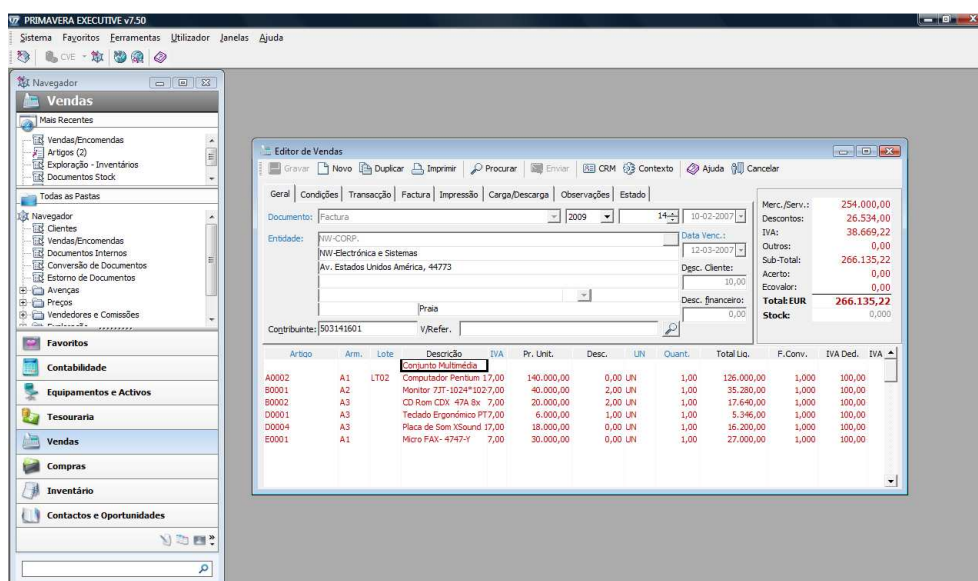 PRIMAVERA EXECUTIVE v7.50
Sistema Favoritos Ferramentas Utilizador Janelas Ajuda
CVE
Navegador
Vendas
Mais Recentes
Vendas/Encomendas
Artigos (2)
Exploração - Inventários
Documentos Stock
Todas as Pastas
Navegador
Clientes
Vendas/Encomendas
Documentos Internos
Conversão de Documentos
Estorno de Documentos
Avenças
Preços
Vendedores e Comissões
Favoritos
Contabilidade
Equipamentos e Activos
Tesouraria
Vendas
Compras
Inventário
Contactos e Oportunidades
Editor de Vendas
Gravar Novo Duplicar Imprimir Procurar Enviar CRM Contexto Ajuda Cancelar
Geral Condições Transacção Factura Impressão Carga/Descarga Observações Estado
Documento: Factura 2009 14 10-02-2007
Entidade: NW-CORP. Data Venc.:
NW-Electrónica e Sistemas 12-03-2007
Av. Estados Unidos América, 44773 Desc. Cliente:
10,00
Desc. financeiro:
Praia 0,00
Contribuinte: 503141601 V/Refer.
Merc./Serv.: 254.000,00
Descontos: 26.534,00
IVA: 38.669,22
Outros: 0,00
Sub-Total: 266.135,22
Acerto: 0,00
Ecovalor: 0,00
Total:EUR 266.135,22
Stock: 0,000
Artigo Arm. Lote Descrição IVA Pr. Unit. Desc. UN Quant. Total Liq. F.Conv. IVA Ded. IVA
Conjunto Multimédia
A0002 A1 LT02 Computador Pentium 17,00 140.000,00 0,00 UN 1,00 126.000,00 1,000 100,00
B0001 A2 Monitor 7JT-1024*102-7,00 40.000,00 2,00 UN 1,00 35.280,00 1,000 100,00
B0002 A3 CD Rom CDX 47A 8x 7,00 20.000,00 2,00 UN 1,00 17.640,00 1,000 100,00
D0001 A3 Teclado Ergonómico PT7,00 6.000,00 1,00 UN 1,00 5.346,00 1,000 100,00
D0004 A3 Placa de Som XSound 17,00 18.000,00 0,00 UN 1,00 16.200,00 1,000 100,00
E0001 A1 Micro FAX- 4747-Y 7,00 30.000,00 0,00 UN 1,00 27.000,00 1,000 100,00